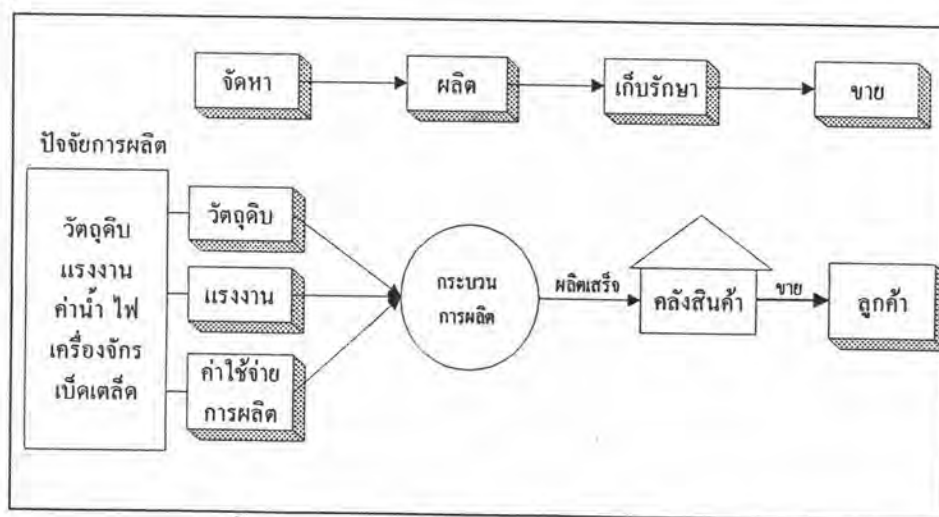 จัดหา
ผลิต
เก็บรักษา
ขาย
ปัจจัยการผลิต
วัตถุดิบ
แรงงาน
ค่าน้ำ ไฟ
เครื่องจักร
เบ็ดเตล็ด
วัตถุดิบ
แรงงาน
ค่าใช้จ่าย
การผลิต
กระบวน
การผลิต
ผลิตเสร็จ
คลังสินค้า
ขาย
ลูกค้า